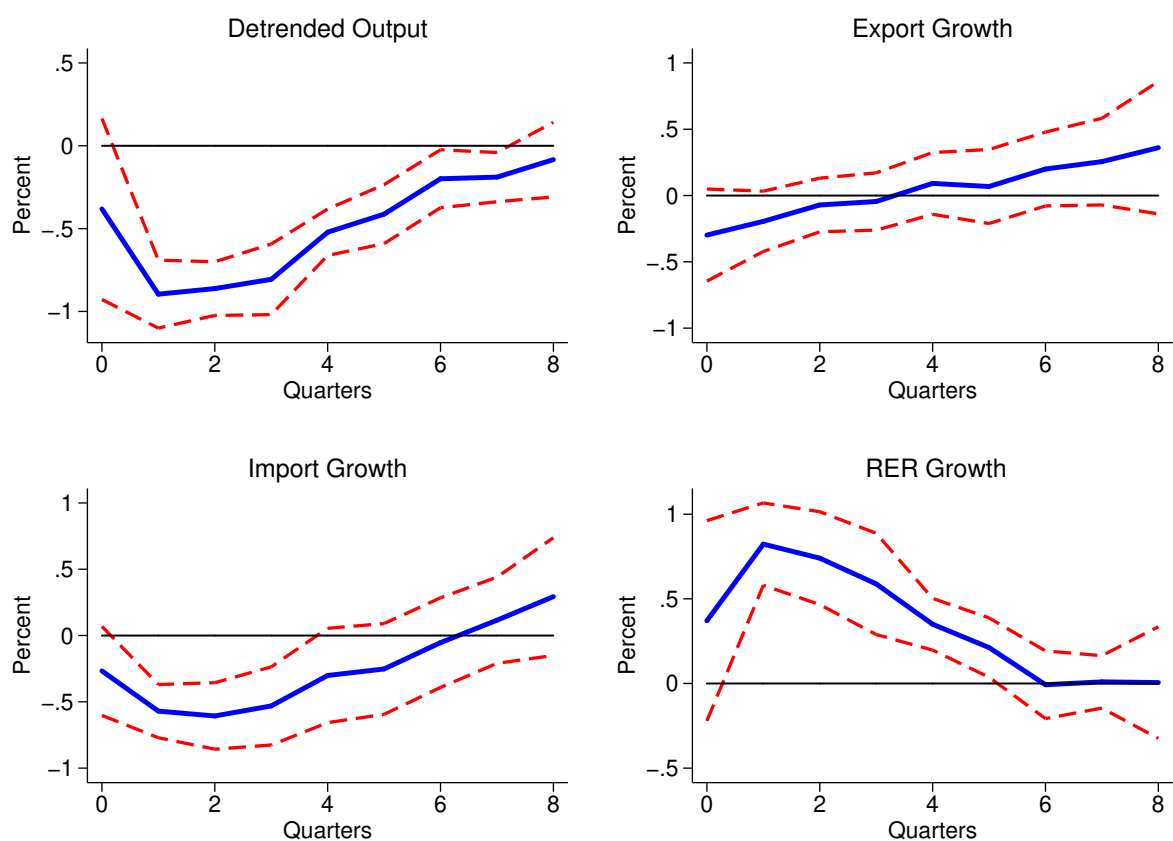 Detrended Output
Percent
.5
0
−.5
−1
0 2 4 6 8
Quarters
Export Growth
Percent
1
.5
0
−.5
−1
0 2 4 6 8
Quarters
Import Growth
Percent
1
.5
0
−.5
−1
0 2 4 6 8
Quarters
RER Growth
Percent
1
.5
0
−.5
0 2 4 6 8
Quarters